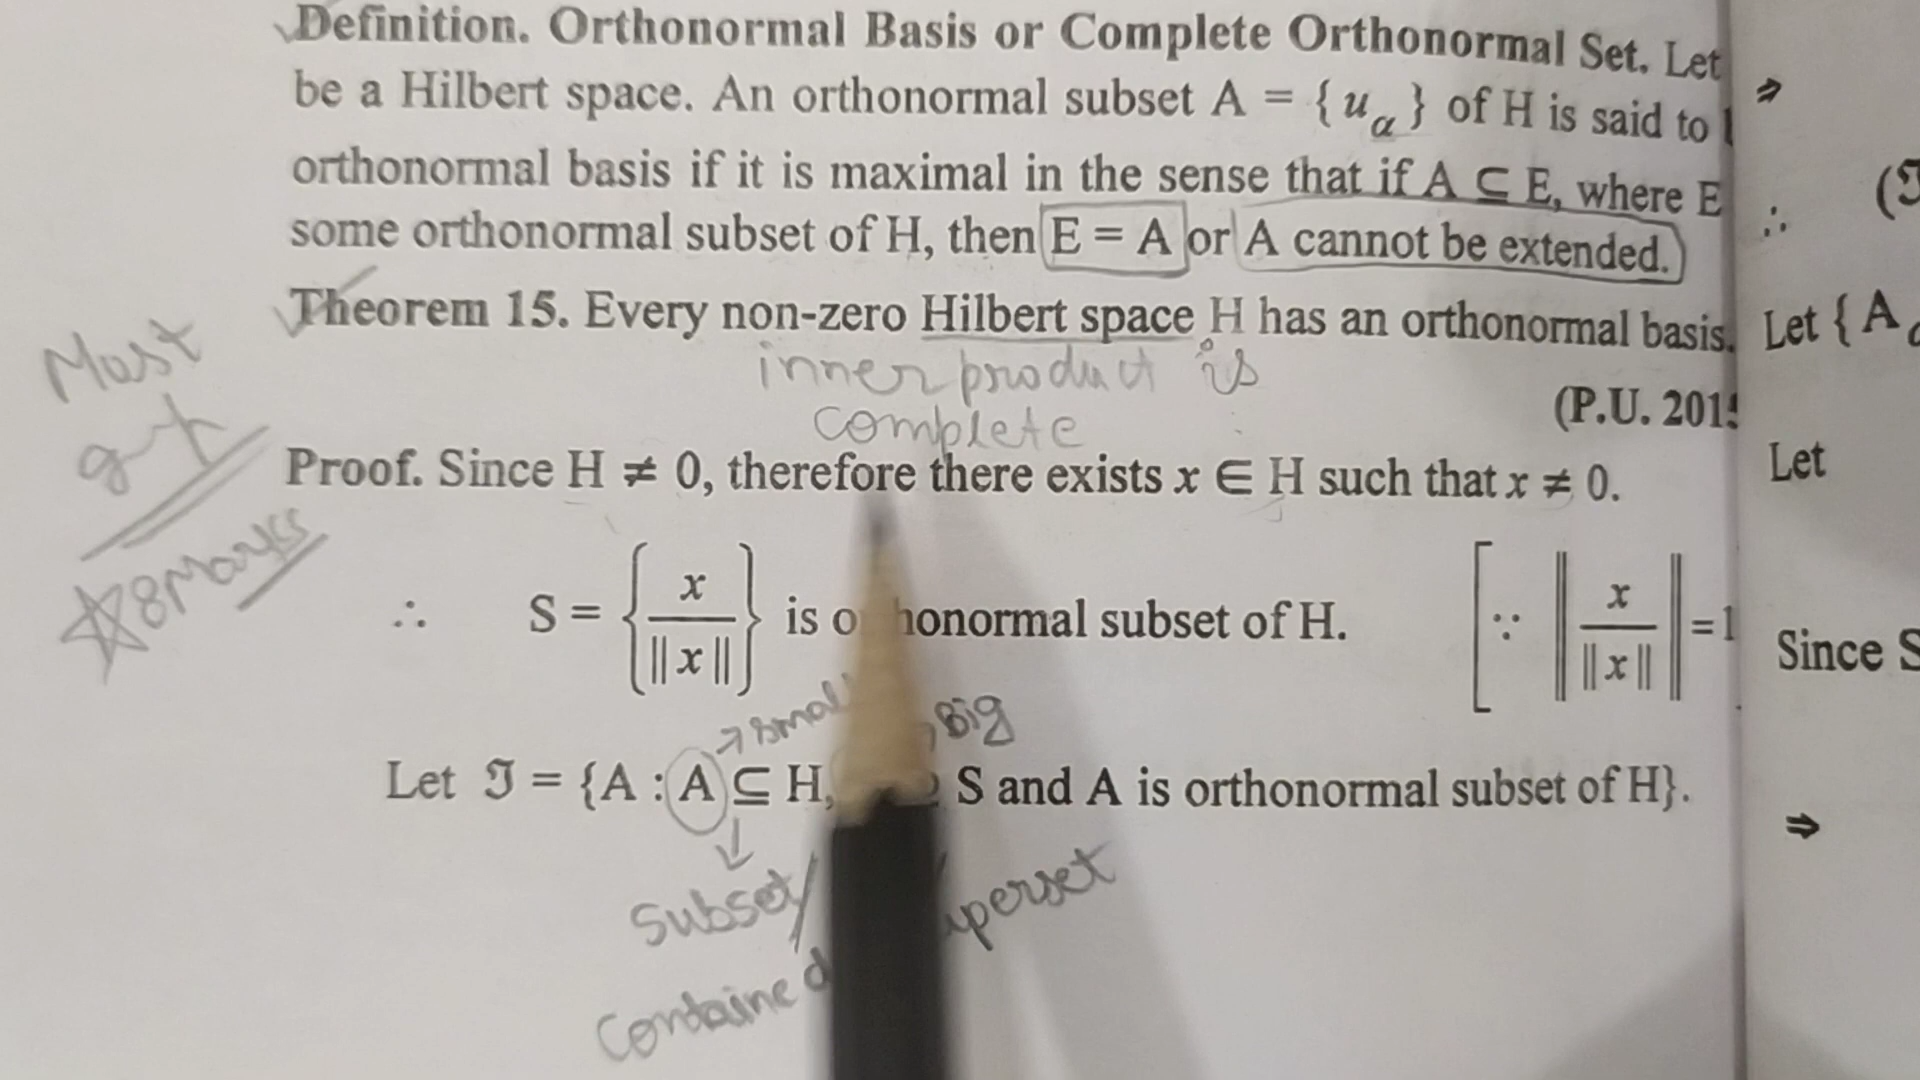 Definition. Orthonormal Basis or Complete Orthonormal Set. Let
be a Hilbert space. An orthonormal subset A = { uα } of H is said to
orthonormal basis if it is maximal in the sense that if A ⊆ E, where E
some orthonormal subset of H, then E = A or A cannot be extended.
Theorem 15. Every non-zero Hilbert space H has an orthonormal basis.
inner product is
complete
(P.U. 201
Most
8 Marks
Proof. Since H ≠ 0, therefore there exists x ∈ H such that x ≠ 0.
∴ S = { x / ‖ x ‖ } is o honormal subset of H. [ ∵ ‖ x / ‖ x ‖ ‖ = 1
→ smal Big
Let ℑ = {A : A ⊆ H, S and A is orthonormal subset of H}.
Subset/ perset
Contained
⇒
∴ (ℑ
Let { A
Let
Since S
⇒